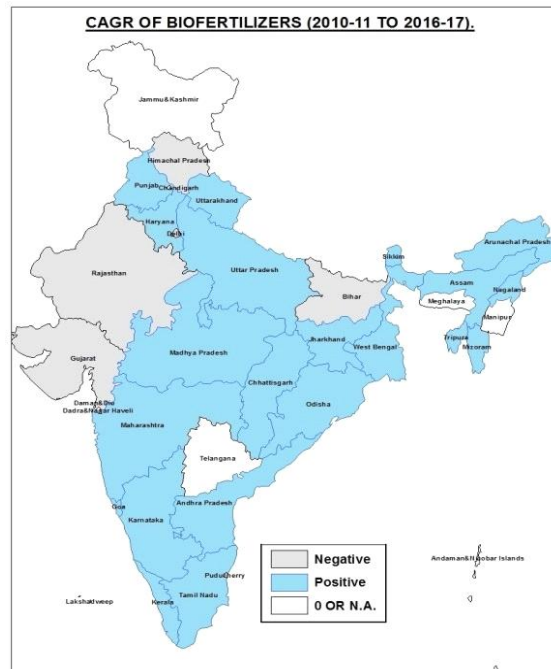 CAGR OF BIOFERTILIZERS (2010-11 TO 2016-17).
Jammu&Kashmir
Himachal Pradesh
Punjab
Chandigarh
Uttarakhand
Haryana
Delhi
Arunachal Pradesh
Sikkim
Rajasthan
Uttar Pradesh
Assam
Nagaland
Bihar
Meghalaya
Manipur
Jharkhand
Tripura
Mizoram
West Bengal
Gujarat
Madhya Pradesh
Chhattisgarh
Daman&Diu
Odisha
Dadra&Nagar Haveli
Maharashtra
Telangana
Andhra Pradesh
Goa
Karnataka
Negative
Andaman&Nicobar Islands
Puducherry
Positive
Tamil Nadu
Lakshadweep
Kerala
0 OR N.A.